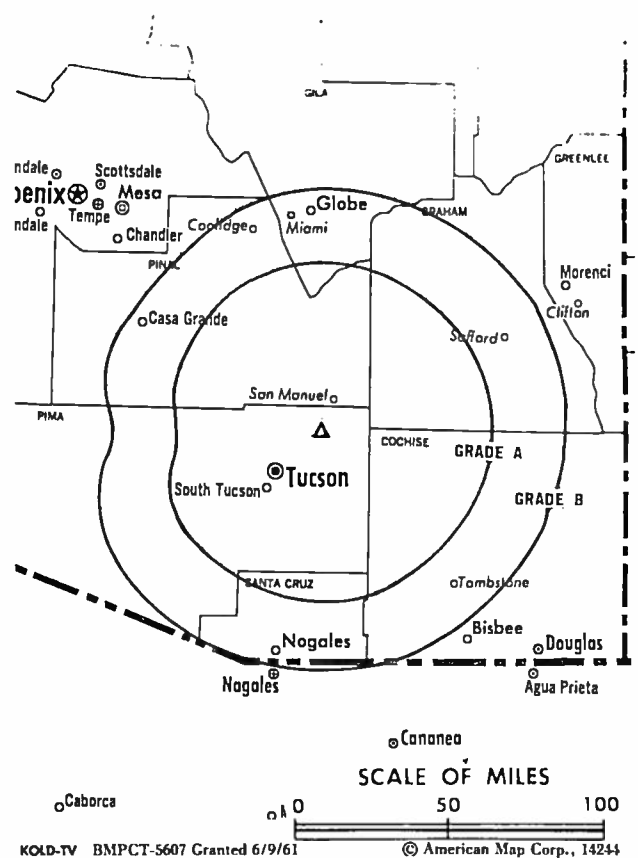 GILA
GREENLEE
ndale
Scottsdale
oenix
Mesa
Tempe
ndale
Chandler
Coolidge
Miami
Globe
GRAHAM
PINAL
Morenci
Clifton
Casa Grande
Safford
San Manuel
PIMA
COCHISE
GRADE A
Tucson
South Tucson
GRADE B
SANTA CRUZ
Tombstone
Nogales
Bisbee
Douglas
Nogales
Agua Prieta
Cananea
SCALE OF MILES
Caborca
0 50 100
KOLD-TV BMPCT-5607 Granted 6/9/61 © American Map Corp., 14244